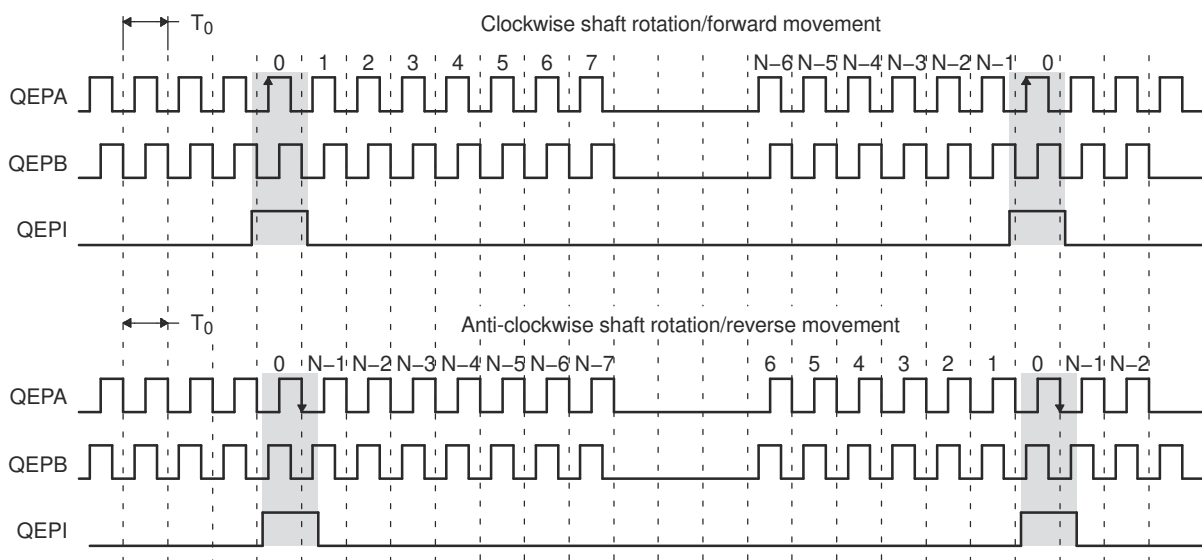 T0
Clockwise shaft rotation/forward movement
0 1 2 3 4 5 6 7 N–6 N–5 N–4 N–3 N–2 N–1 0
QEPA
QEPB
QEPI
T0
Anti-clockwise shaft rotation/reverse movement
0 N–1 N–2 N–3 N–4 N–5 N–6 N–7 6 5 4 3 2 1 0 N–1 N–2
QEPA
QEPB
QEPI